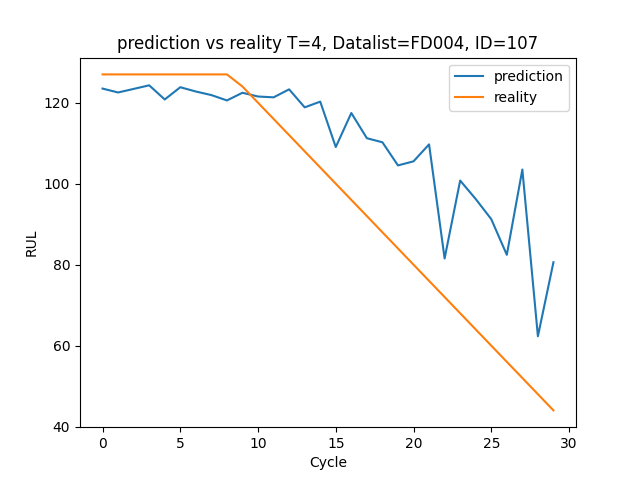 prediction vs reality T=4, Datalist=FD004, ID=107
prediction
reality
120
100
80
60
40
RUL
0 5 10 15 20 25 30
Cycle